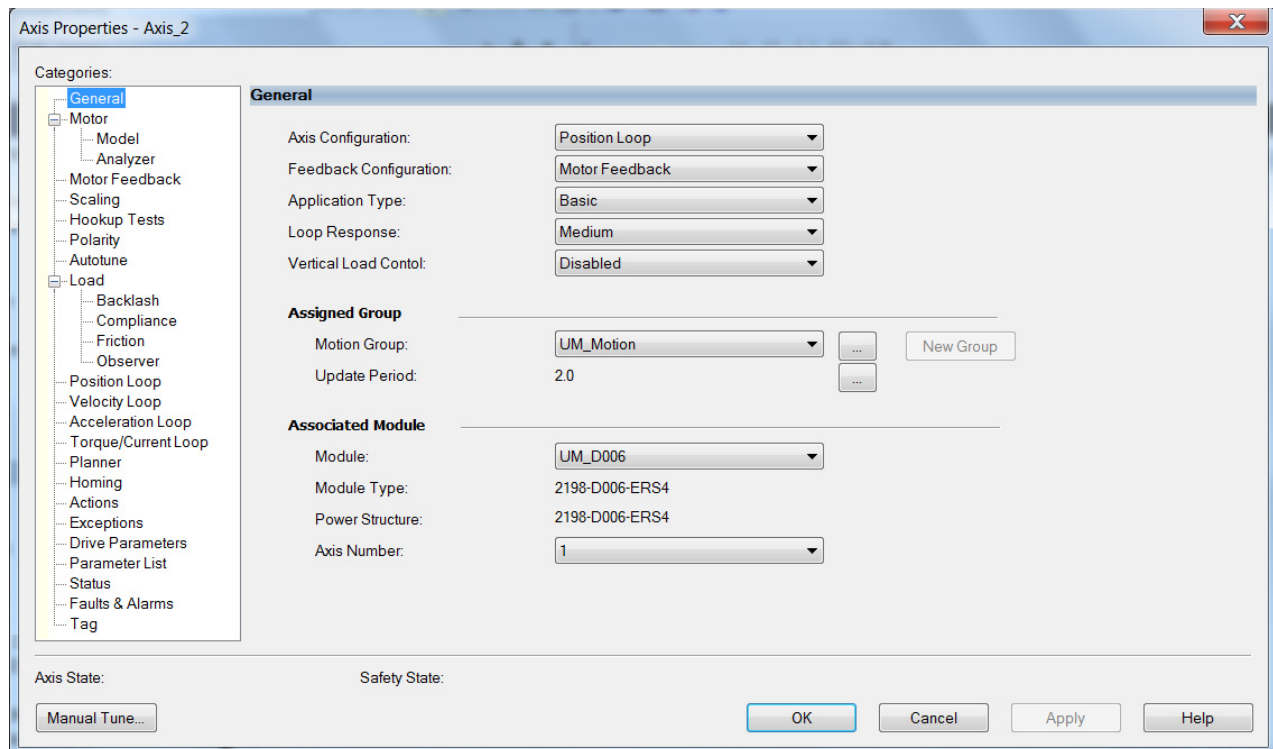 Axis Properties - Axis_2
X
Categories:
General
Motor
Model
Analyzer
Motor Feedback
Scaling
Hookup Tests
Polarity
Autotune
Load
Backlash
Compliance
Friction
Observer
Position Loop
Velocity Loop
Acceleration Loop
Torque/Current Loop
Planner
Homing
Actions
Exceptions
Drive Parameters
Parameter List
Status
Faults & Alarms
Tag
General
Axis Configuration: Position Loop
Feedback Configuration: Motor Feedback
Application Type: Basic
Loop Response: Medium
Vertical Load Contol: Disabled
Assigned Group
Motion Group: UM_Motion ... New Group
Update Period: 2.0 ...
Associated Module
Module: UM_D006
Module Type: 2198-D006-ERS4
Power Structure: 2198-D006-ERS4
Axis Number: 1
Axis State: Safety State:
Manual Tune... OK Cancel Apply Help